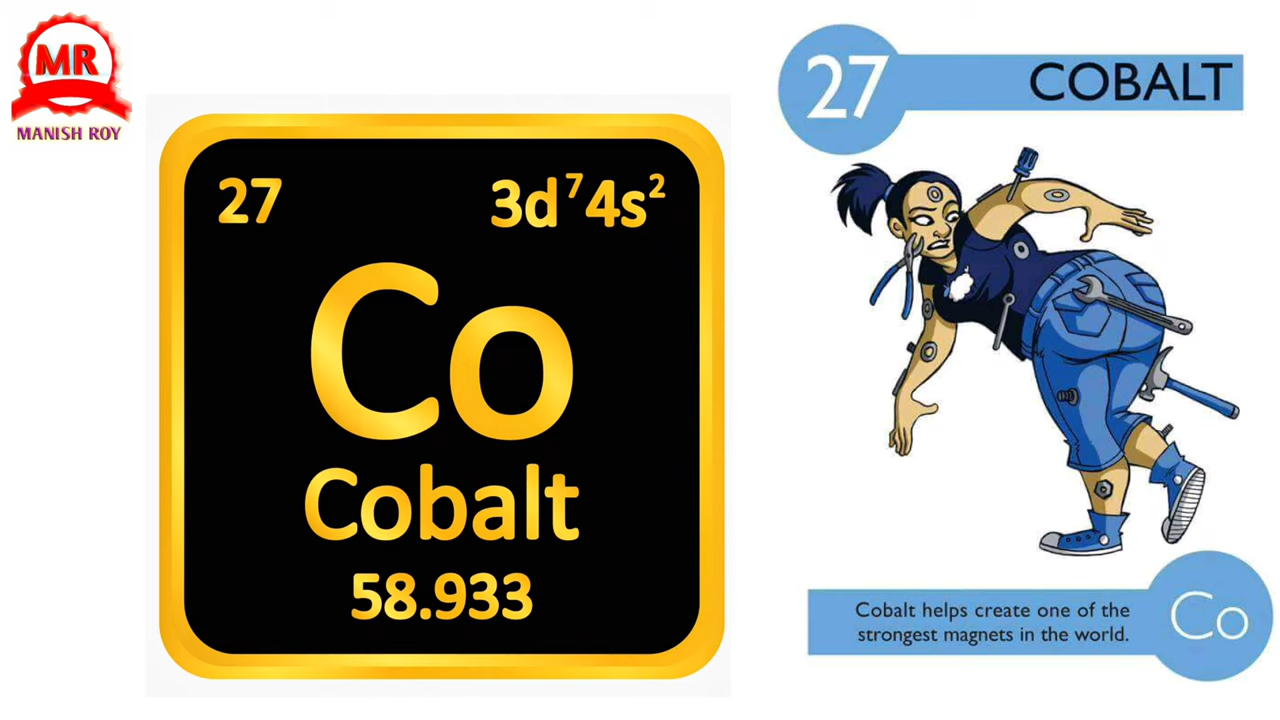 MR
MANISH ROY
27
3d⁷4s²
Co
Cobalt
58.933
27
COBALT
Cobalt helps create one of the
strongest magnets in the world.
Co